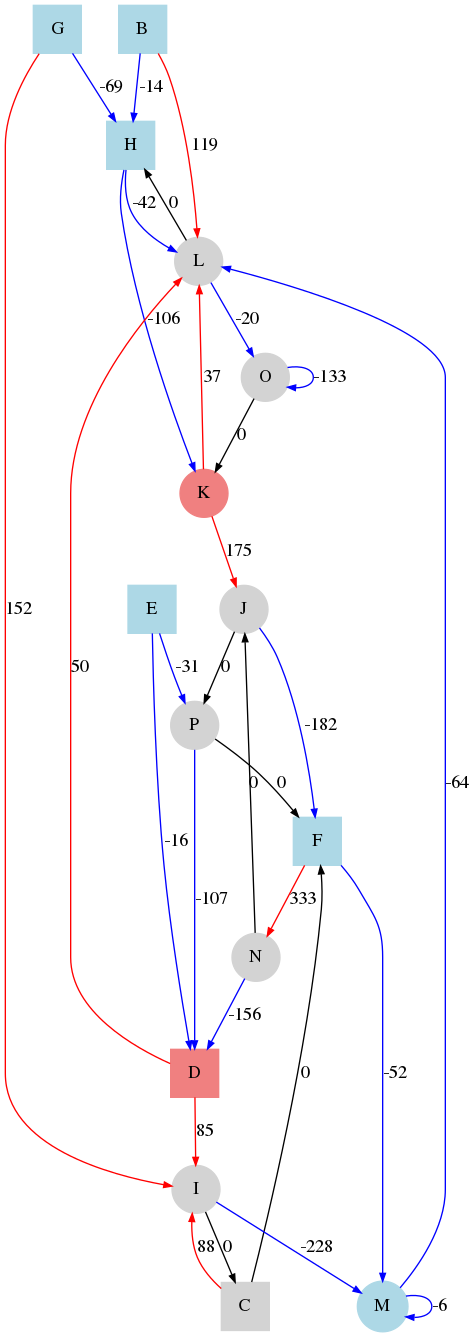 G B
-69 -14
H 119
-42 0
L
-106 -20
O -133
37 0
K
175
E J
152 50 -31 0
P -182
0 0 -64
-16 F
-107 333
N
-156
D 0 -52
85
I
88 0 -228
C M -6